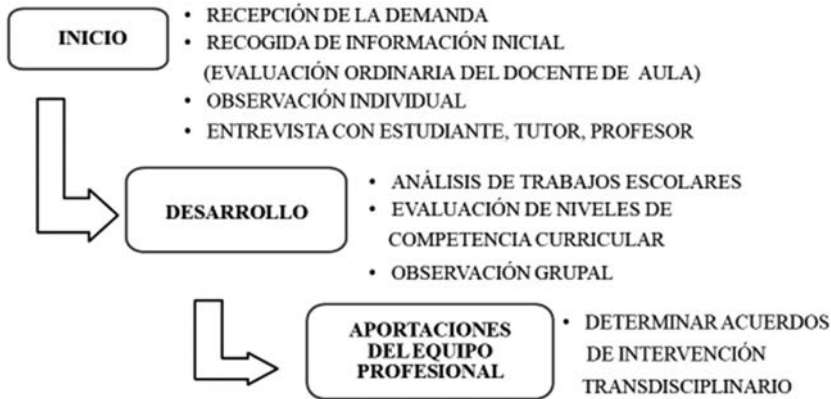 INICIO
• RECEPCIÓN DE LA DEMANDA
• RECOGIDA DE INFORMACIÓN INICIAL
(EVALUACIÓN ORDINARIA DEL DOCENTE DE AULA)
• OBSERVACIÓN INDIVIDUAL
• ENTREVISTA CON ESTUDIANTE, TUTOR, PROFESOR
DESARROLLO
• ANÁLISIS DE TRABAJOS ESCOLARES
• EVALUACIÓN DE NIVELES DE
COMPETENCIA CURRICULAR
• OBSERVACIÓN GRUPAL
APORTACIONES
DEL EQUIPO
PROFESIONAL
• DETERMINAR ACUERDOS
DE INTERVENCIÓN
TRANSDISCIPLINARIO